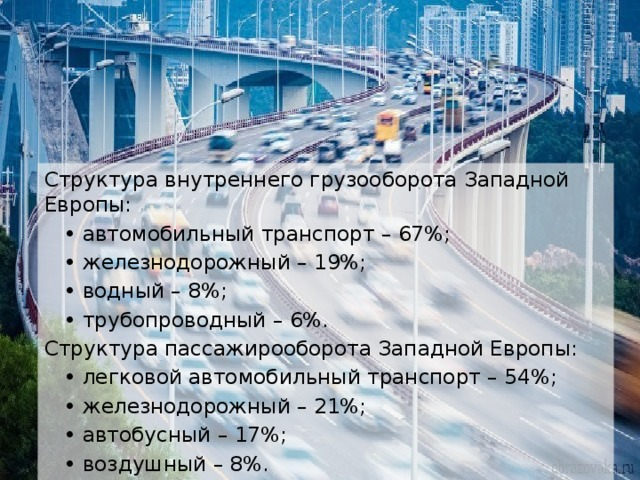 Структура внутреннего грузооборота Западной
Европы:
• автомобильный транспорт – 67%;
• железнодорожный – 19%;
• водный – 8%;
• трубопроводный – 6%.
Структура пассажирооборота Западной Европы:
• легковой автомобильный транспорт – 54%;
• железнодорожный – 21%;
• автобусный – 17%;
• воздушный – 8%.